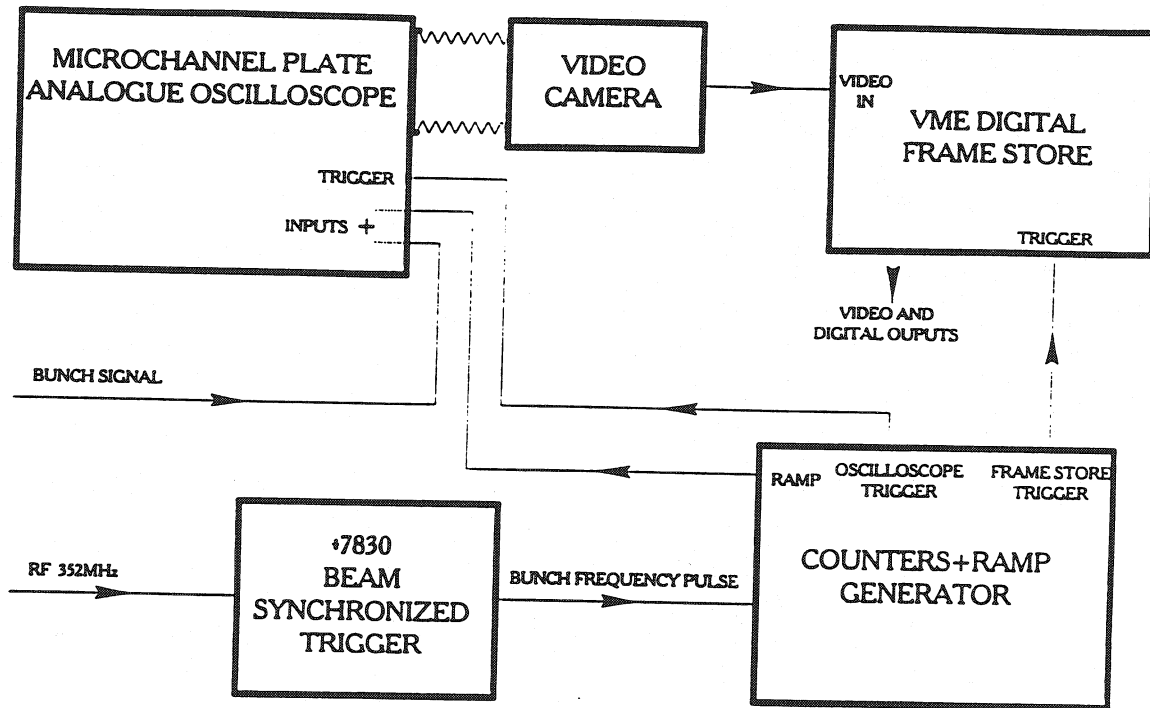 MICROCHANNEL PLATE
ANALOGUE OSCILLOSCOPE
TRIGGER
INPUTS +
VIDEO
CAMERA
VIDEO
IN
VME DIGITAL
FRAME STORE
TRIGGER
VIDEO AND
DIGITAL OUPUTS
BUNCH SIGNAL
RF 352MHz
÷7830
BEAM
SYNCHRONIZED
TRIGGER
BUNCH FREQUENCY PULSE
RAMP
OSCILLOSCOPE
TRIGGER
FRAME STORE
TRIGGER
COUNTERS+RAMP
GENERATOR